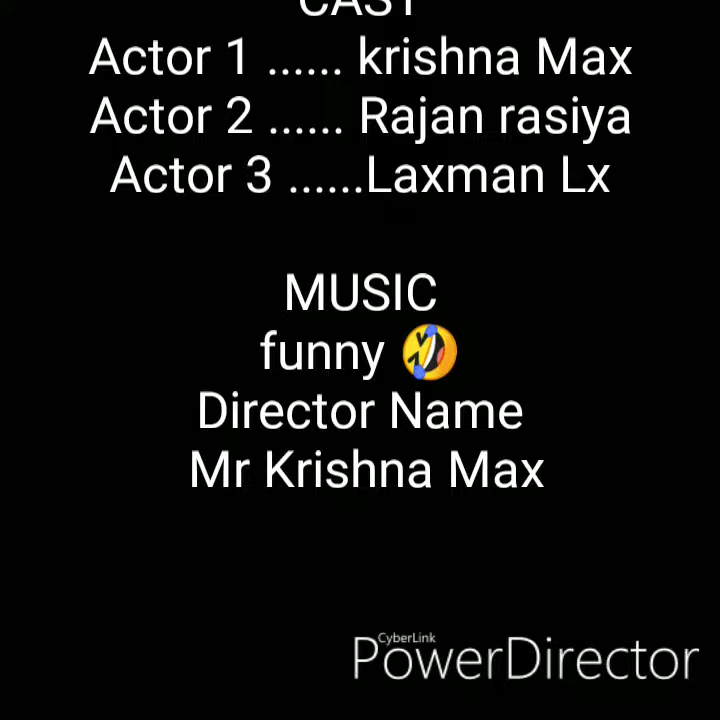 CAST
Actor 1 ...... krishna Max
Actor 2 ...... Rajan rasiya
Actor 3 ......Laxman Lx
MUSIC
funny 🤣
Director Name
Mr Krishna Max
CyberLink
PowerDirector